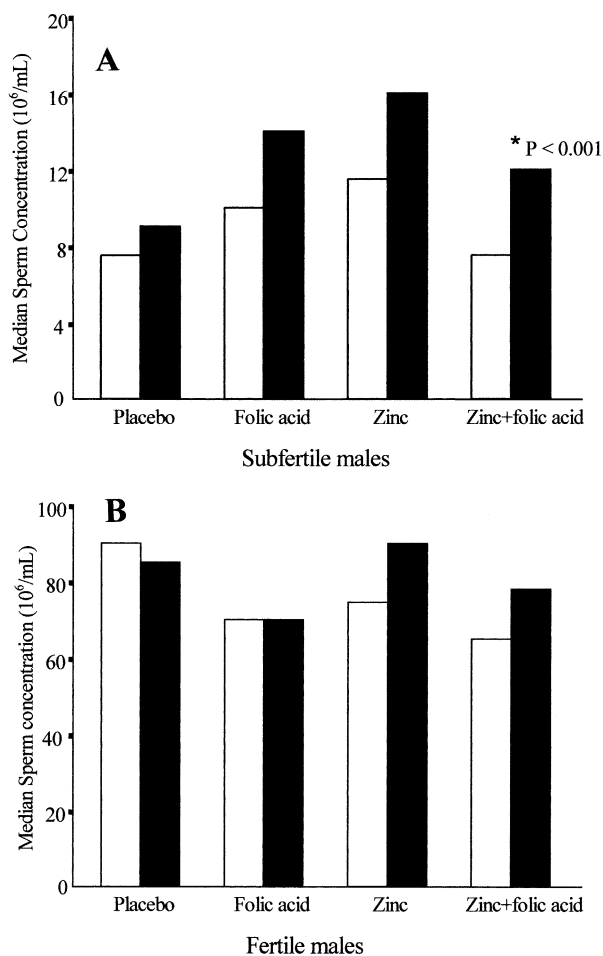 20
A
16
12
8
4
0
Median Sperm Concentration (10⁶/mL)
* P < 0.001
Placebo Folic acid Zinc Zinc+folic acid
Subfertile males
100
B
80
60
40
20
0
Median Sperm concentration (10⁶/mL)
Placebo Folic acid Zinc Zinc+folic acid
Fertile males